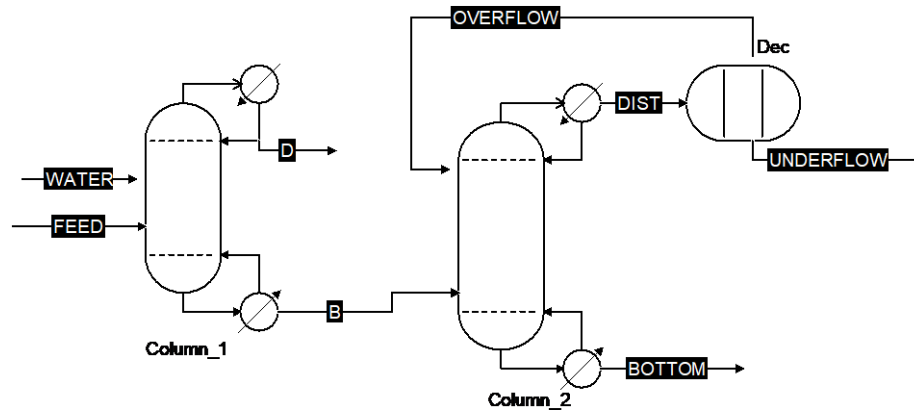 OVERFLOW
Dec
DIST
D
UNDERFLOW
WATER
FEED
B
Column_1
BOTTOM
Column_2